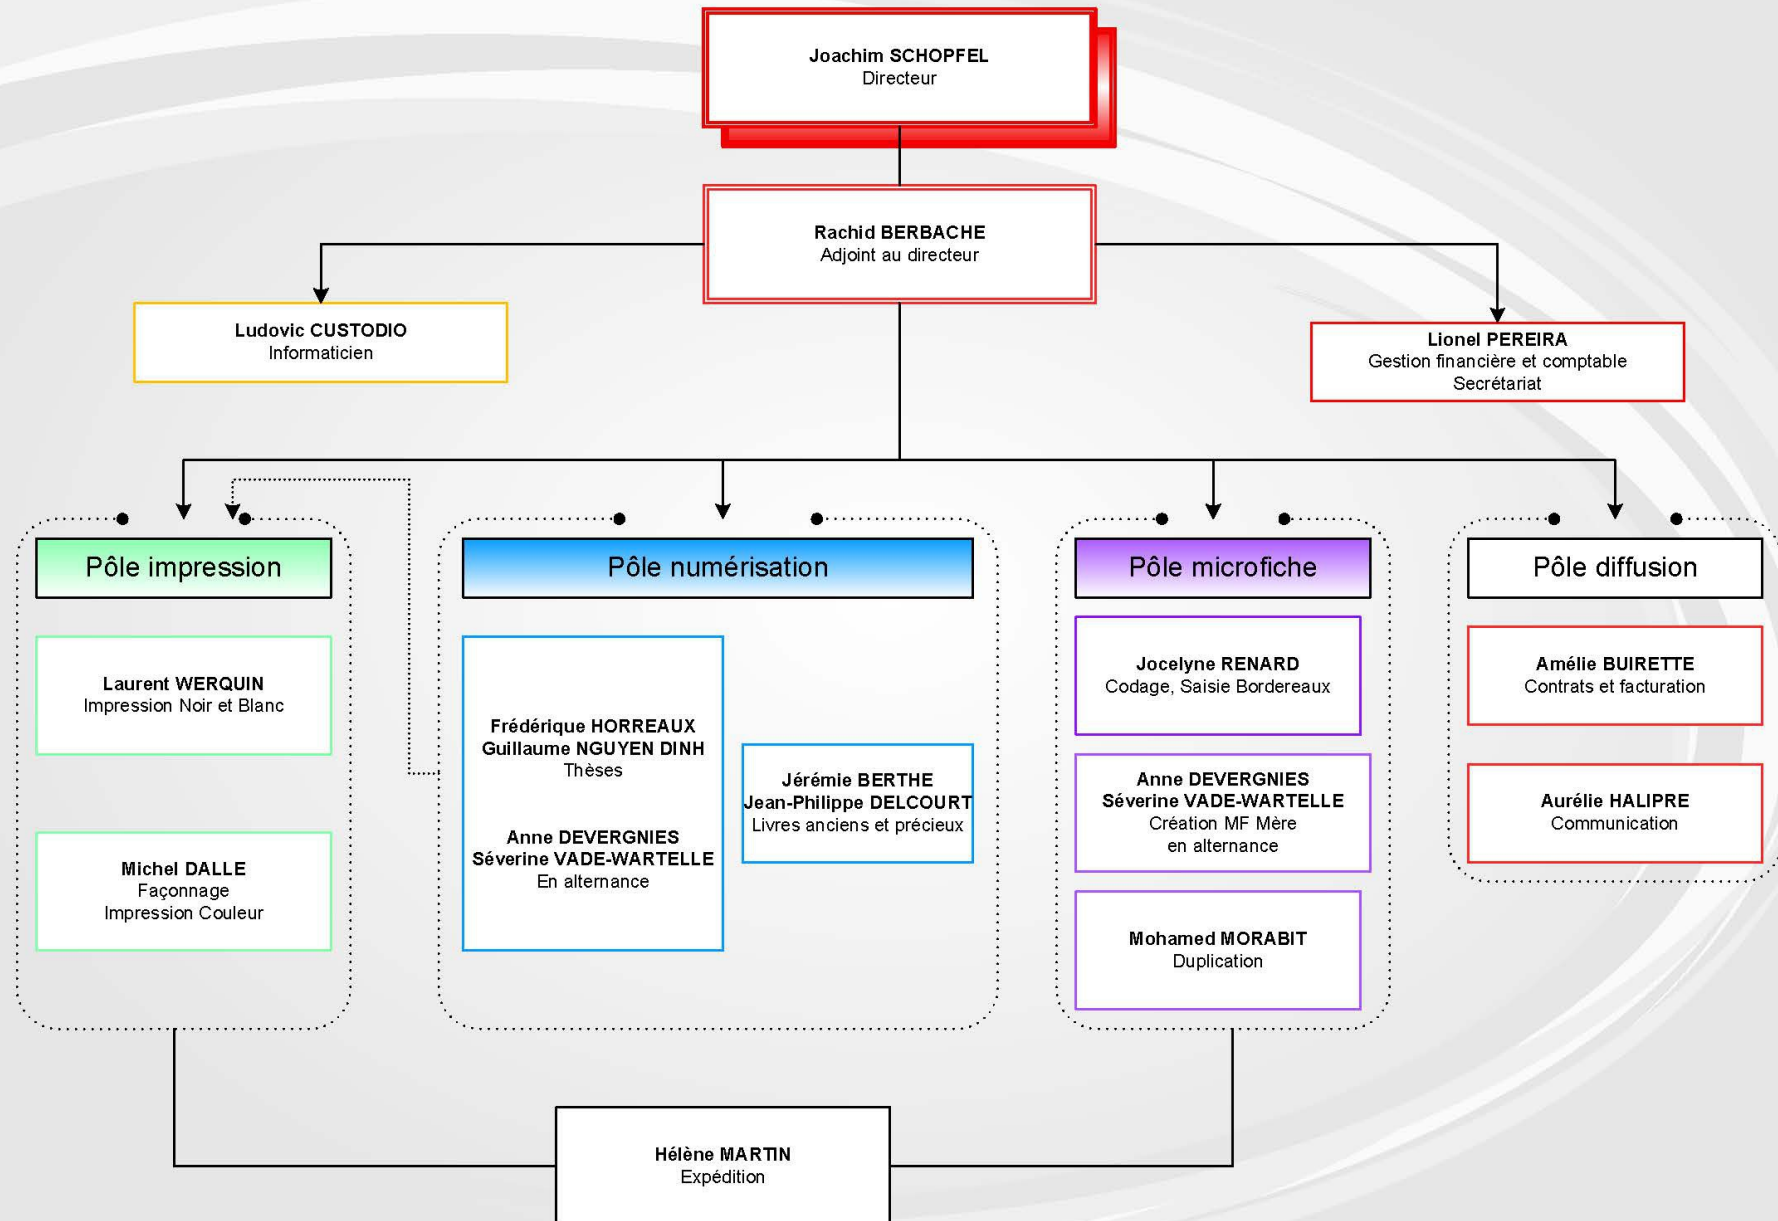 Joachim SCHOPFEL
Directeur
Rachid BERBACHE
Adjoint au directeur
Ludovic CUSTODIO
Informaticien
Lionel PEREIRA
Gestion financière et comptable
Secrétariat
Pôle impression
Laurent WERQUIN
Impression Noir et Blanc
Michel DALLE
Façonnage
Impression Couleur
Pôle numérisation
Frédérique HORREAUX
Guillaume NGUYEN DINH
Thèses
Anne DEVERGNIES
Séverine VADE-WARTELLE
En alternance
Jérémie BERTHE
Jean-Philippe DELCOURT
Livres anciens et précieux
Pôle microfiche
Jocelyne RENARD
Codage, Saisie Bordereaux
Anne DEVERGNIES
Séverine VADE-WARTELLE
Création MF Mère
en alternance
Mohamed MORABIT
Duplication
Pôle diffusion
Amélie BUIRETTE
Contrats et facturation
Aurélie HALIPRE
Communication
Hélène MARTIN
Expédition